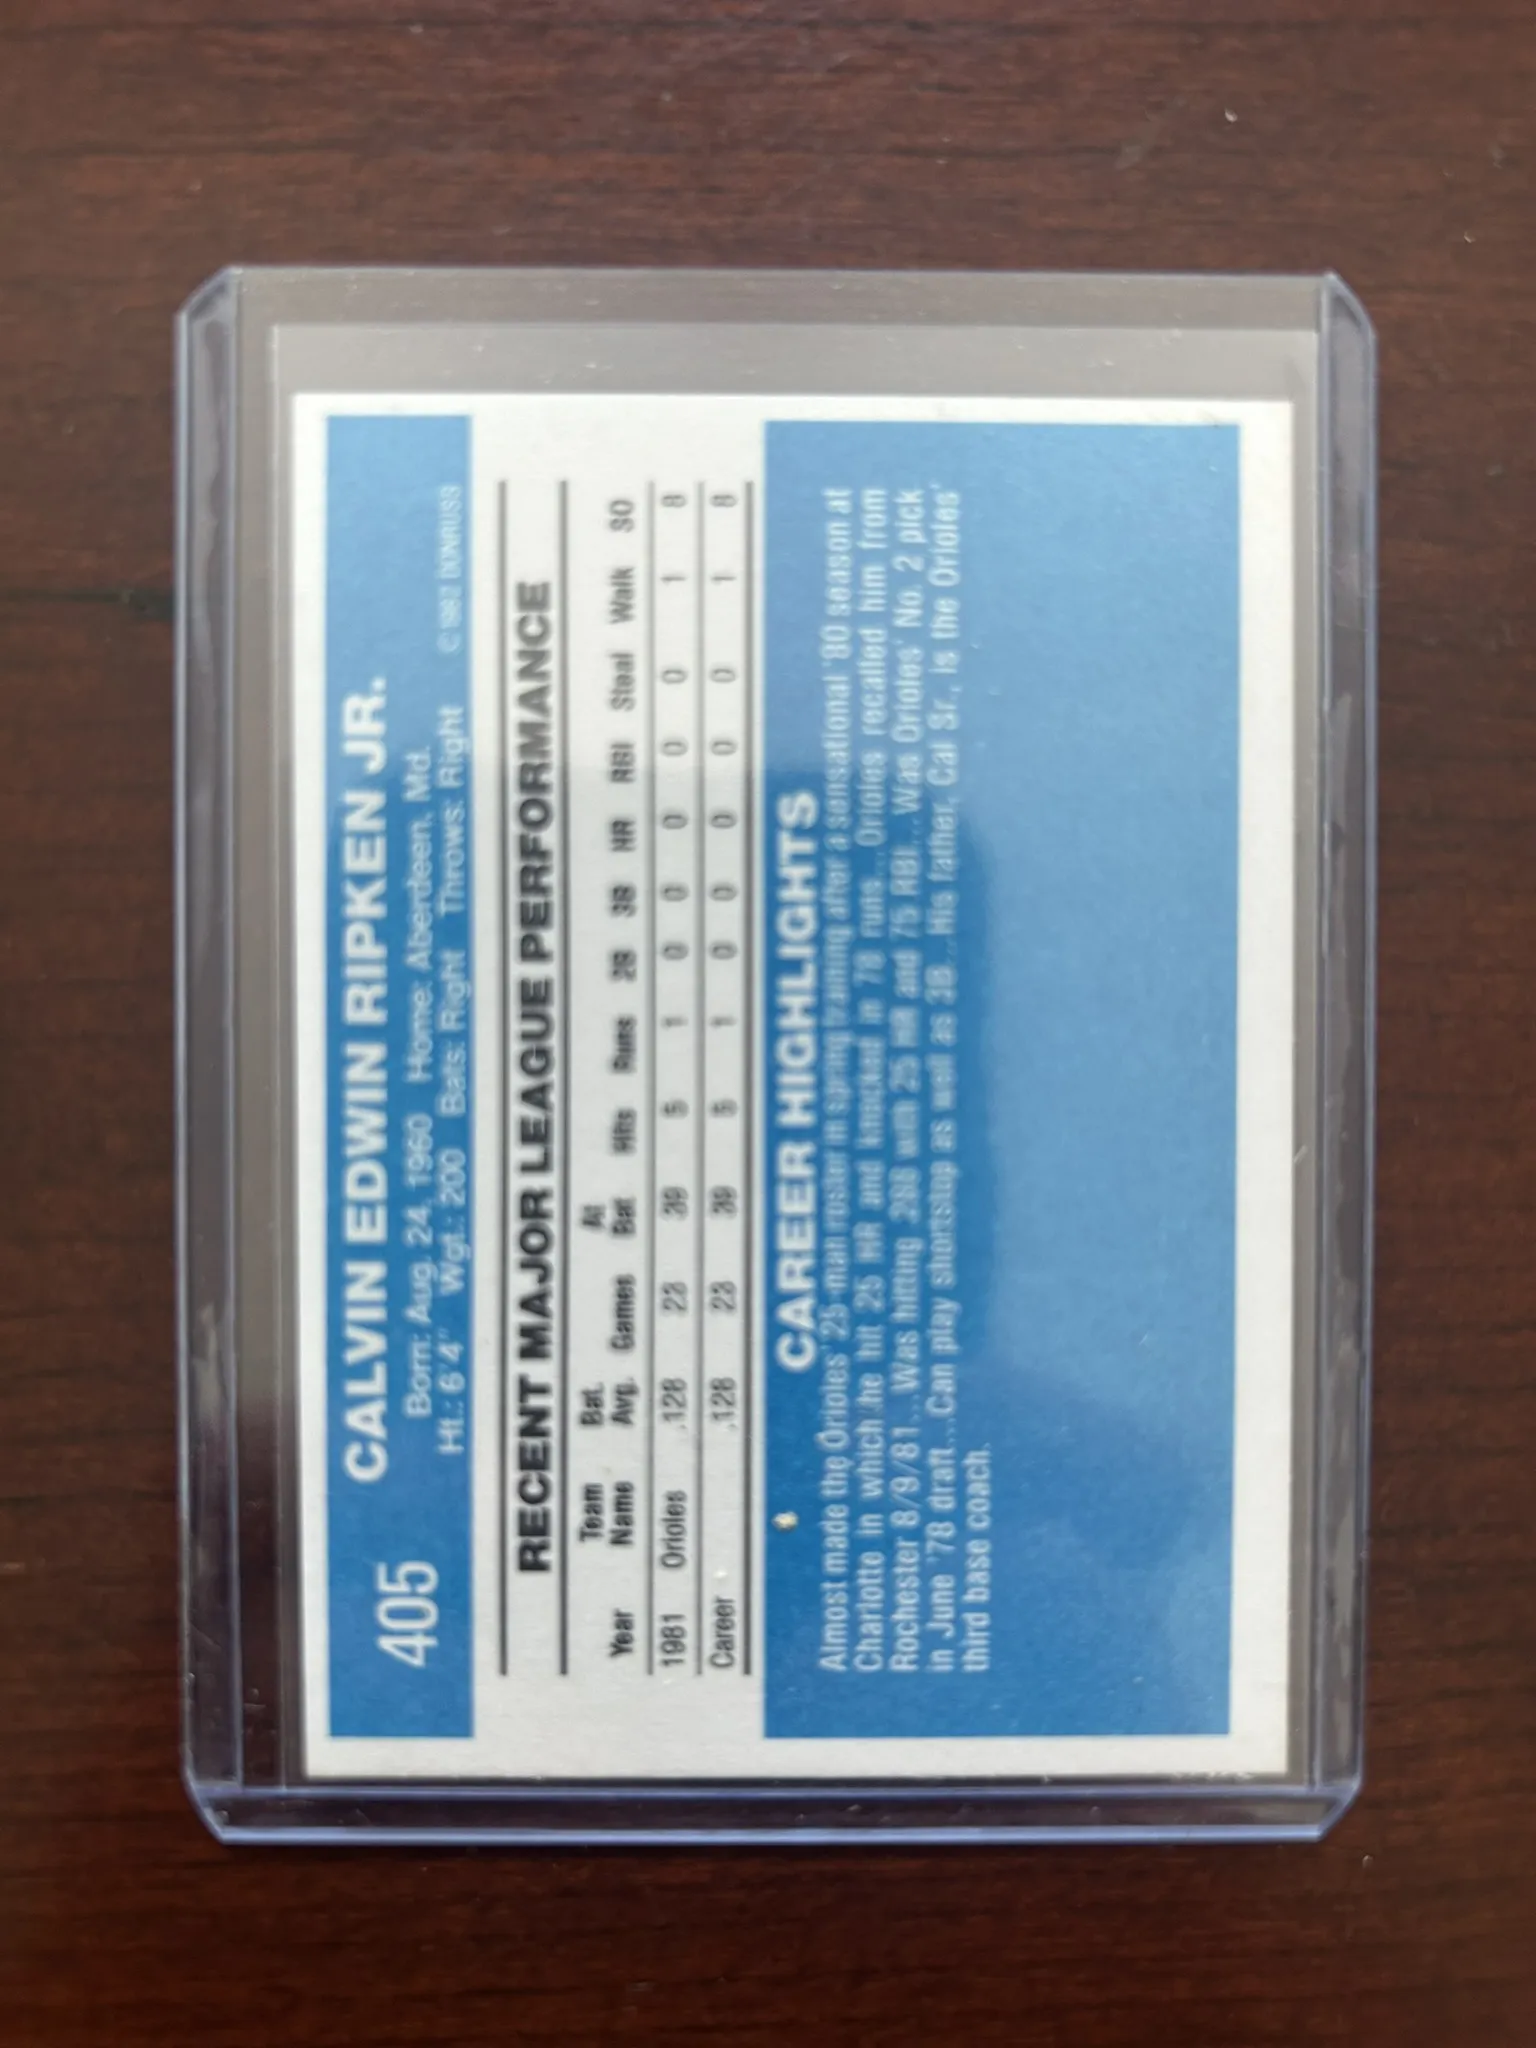 405 CALVIN EDWIN RIPKEN JR.
Born: Aug. 24, 1960 Home: Aberdeen, Md.
Ht.: 6'4" Wgt.: 200 Bats: Right Throws: Right ©1982 DONRUSS
RECENT MAJOR LEAGUE PERFORMANCE
Team Bat. At
Year Name Avg. Games Bat Hits Runs 2B 3B HR RBI Steal Walk SO
1981 Orioles .128 23 39 5 1 0 0 0 0 0 1 8
Career .128 23 39 5 1 0 0 0 0 0 1 8
CAREER HIGHLIGHTS
Almost made the Orioles' 25-man roster in spring training after a sensational '80 season at
Charlotte in which he hit 25 HR and knocked in 78 runs...Orioles recalled him from
Rochester 8/9/81...Was hitting .288 with 25 HR and 75 RBI...Was Orioles' No. 2 pick
in June '78 draft...Can play shortstop as well as 3B...His father, Cal Sr., is the Orioles'
third base coach.